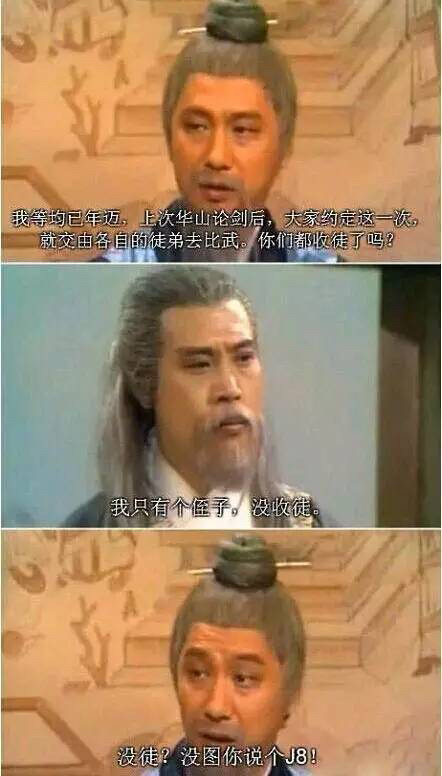 我等均已年迈，上次华山论剑后，大家约定这一次，
就交由各自的徒弟去比武。你们都收徒了吗？
我只有个侄子，没收徒。
没徒？没图你说个J8！